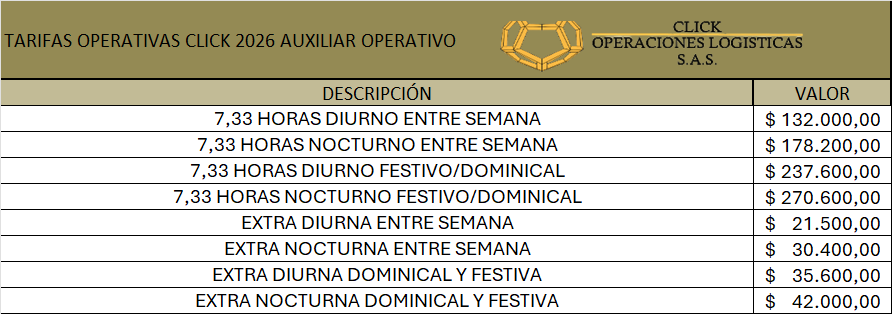 TARIFAS OPERATIVAS CLICK 2026 AUXILIAR OPERATIVO
CLICK
OPERACIONES LOGISTICAS
S.A.S.
DESCRIPCIÓN VALOR
7,33 HORAS DIURNO ENTRE SEMANA $ 132.000,00
7,33 HORAS NOCTURNO ENTRE SEMANA $ 178.200,00
7,33 HORAS DIURNO FESTIVO/DOMINICAL $ 237.600,00
7,33 HORAS NOCTURNO FESTIVO/DOMINICAL $ 270.600,00
EXTRA DIURNA ENTRE SEMANA $ 21.500,00
EXTRA NOCTURNA ENTRE SEMANA $ 30.400,00
EXTRA DIURNA DOMINICAL Y FESTIVA $ 35.600,00
EXTRA NOCTURNA DOMINICAL Y FESTIVA $ 42.000,00